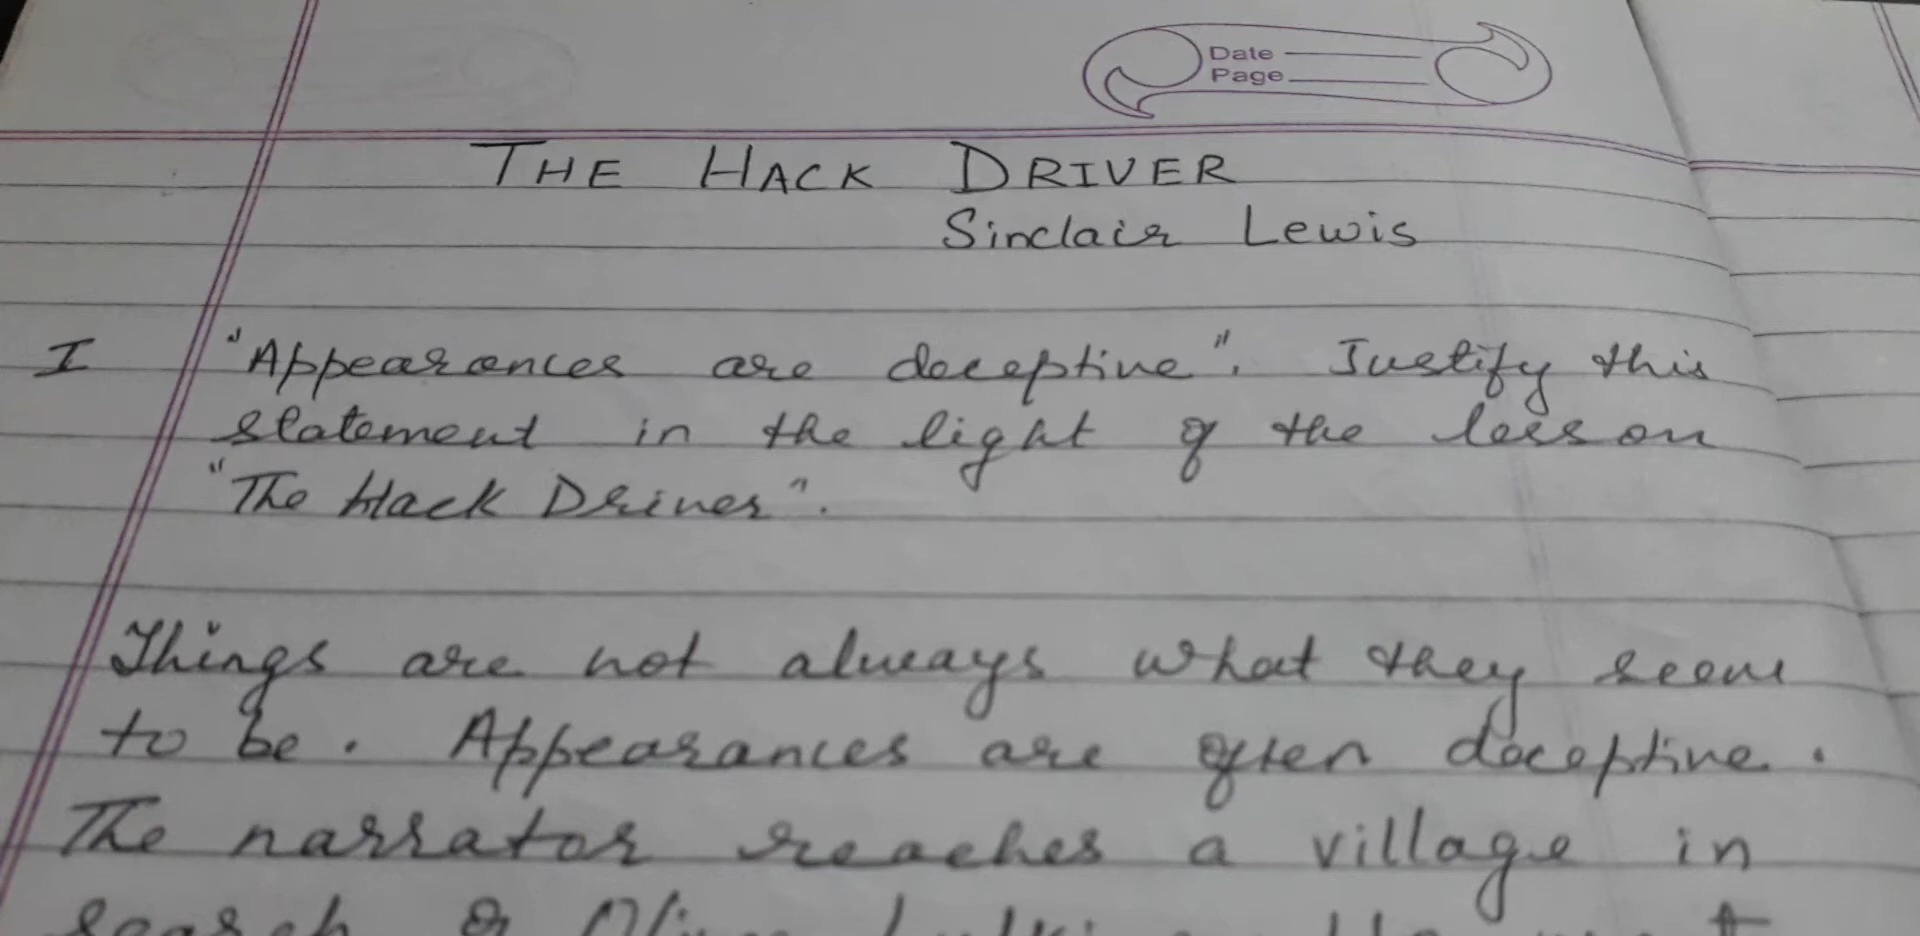 Date
Page
THE HACK DRIVER
Sinclair Lewis
I "Appearances are deceptive". Justify this
statement in the light of the lesson
"The Hack Driver".
Things are not always what they seem
to be. Appearances are often deceptive.
The narrator reaches a village in
search of